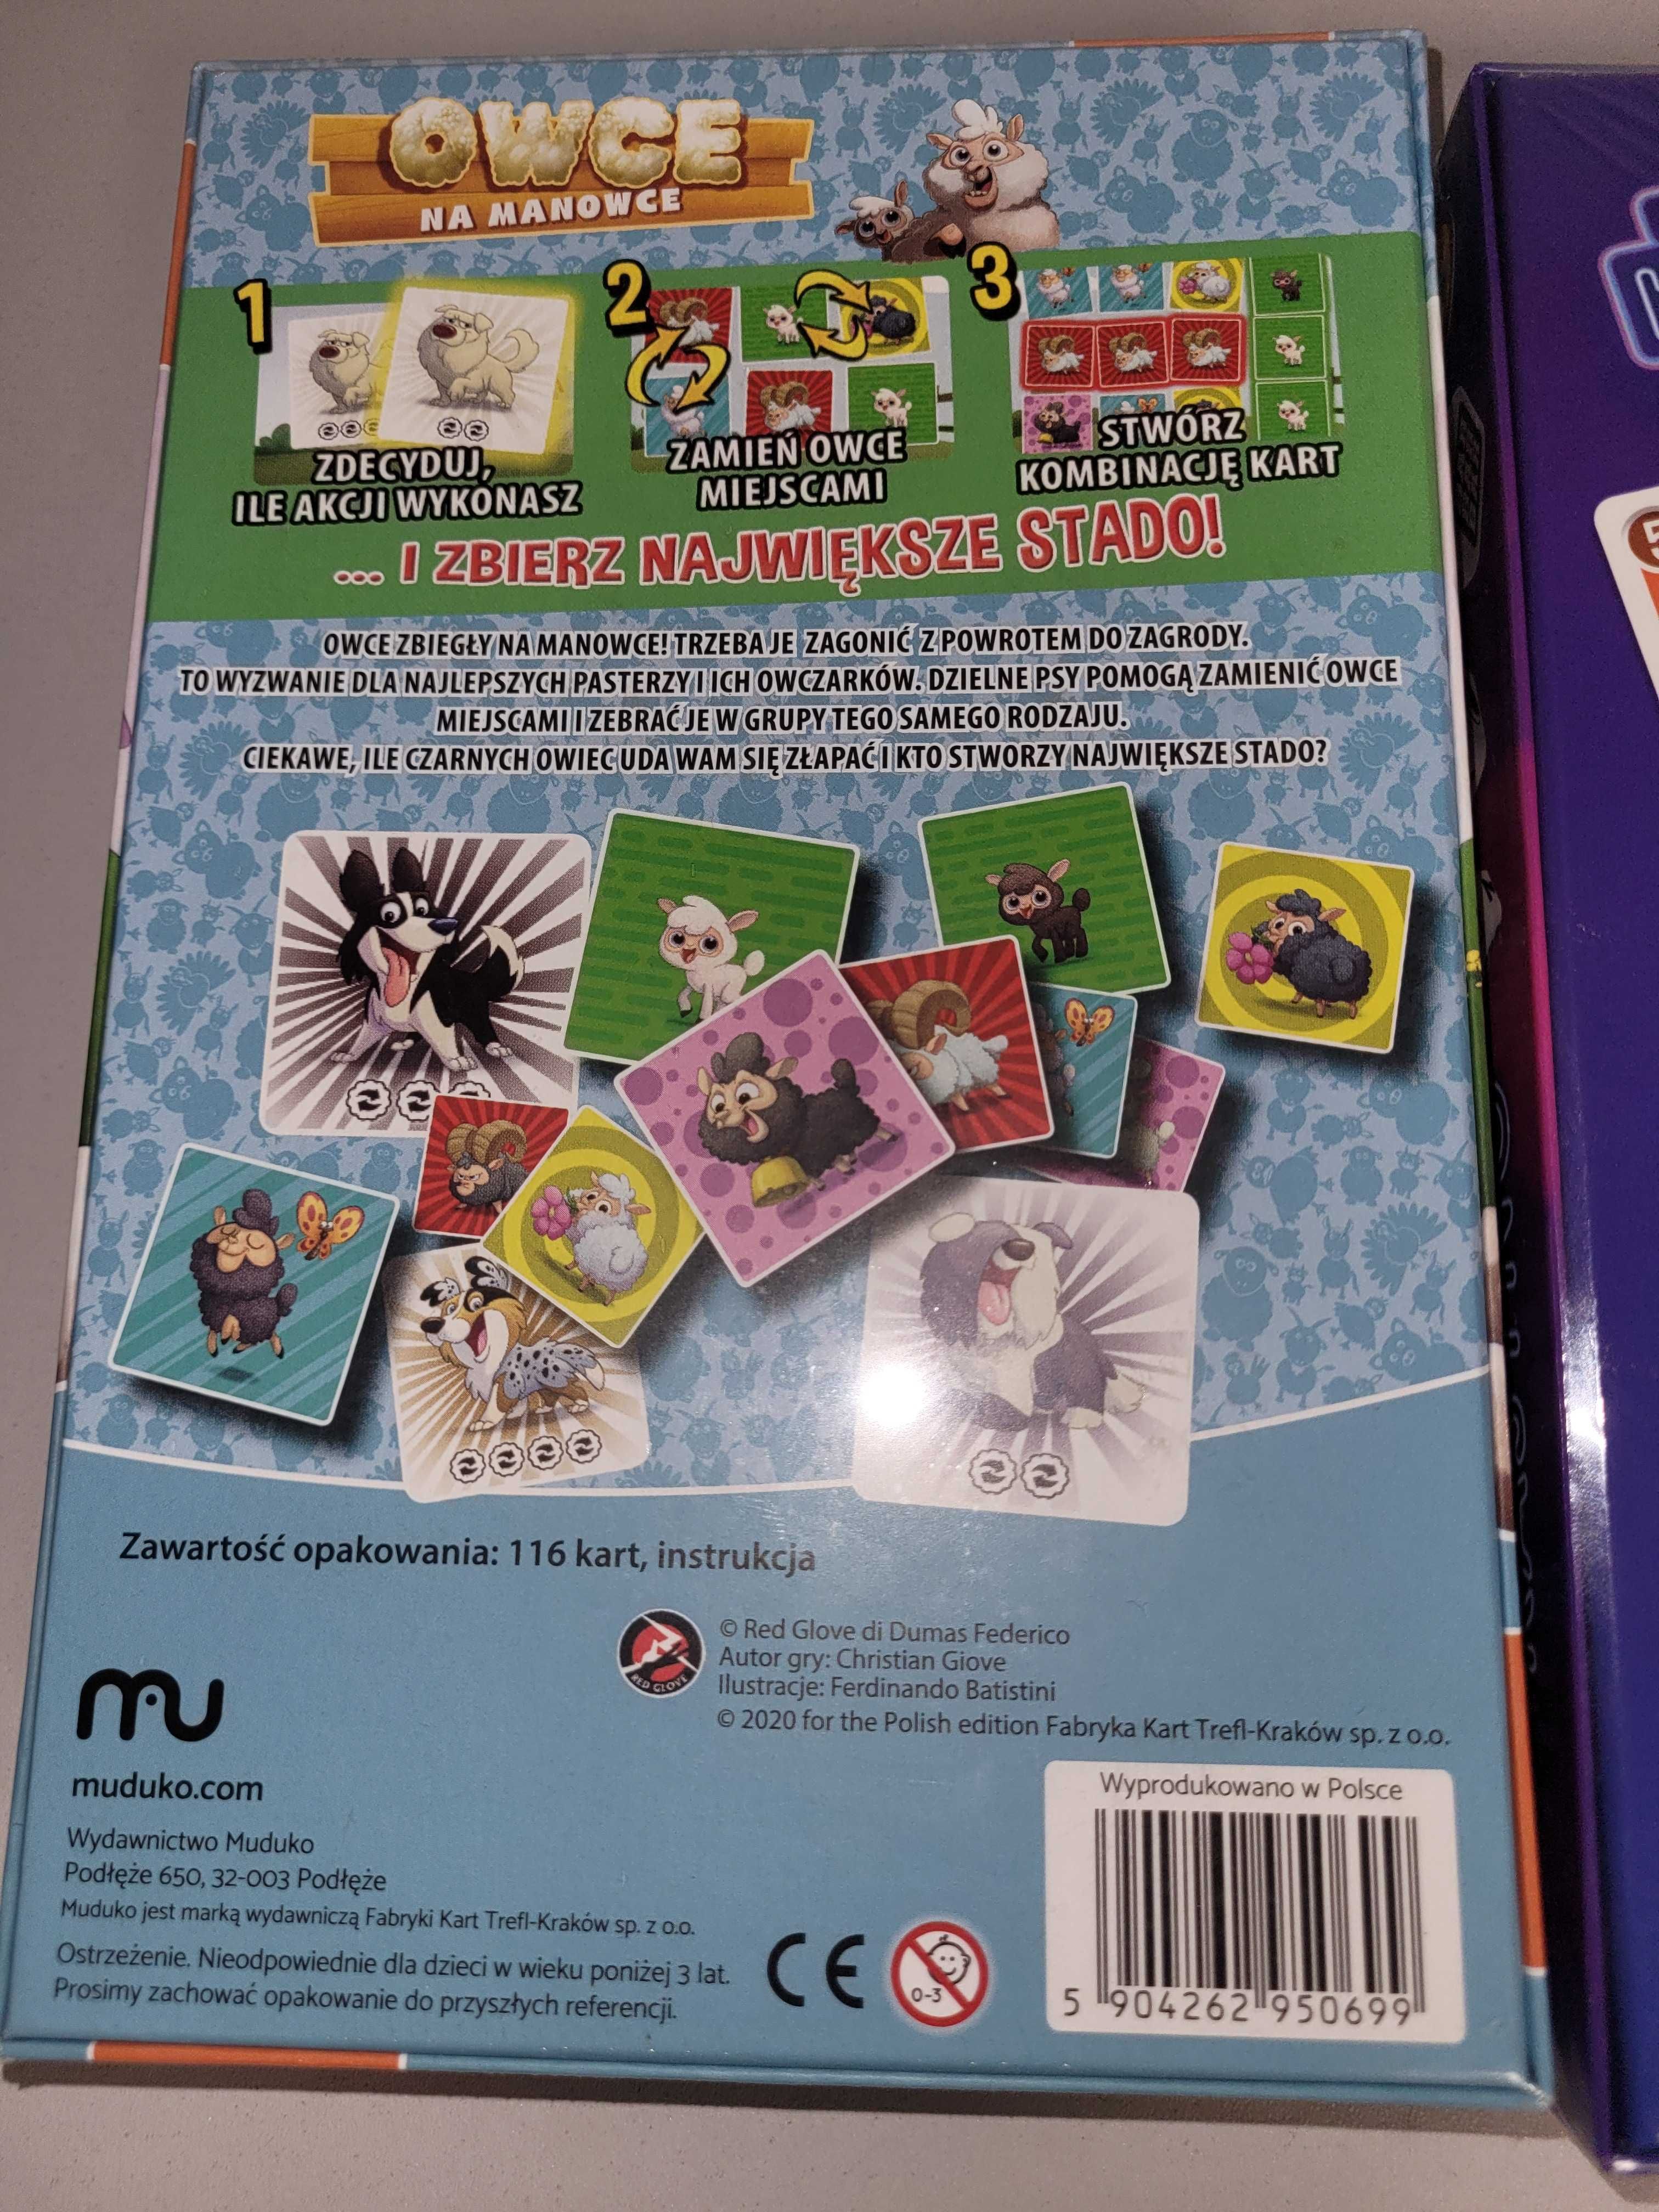 OWCE
NA MANOWCE
1
2
3
ZDECYDUJ,
ILE AKCJI WYKONASZ
ZAMIEŃ OWCE
MIEJSCAMI
STWÓRZ
KOMBINACJĘ KART
... I ZBIERZ NAJWIĘKSZE STADO!
OWCE ZBIEGŁY NA MANOWCE! TRZEBA JE ZAGONIĆ Z POWROTEM DO ZAGRODY.
TO WYZWANIE DLA NAJLEPSZYCH PASTERZY I ICH OWCZARKÓW. DZIELNE PSY POMOGĄ ZAMIENIĆ OWCE
MIEJSCAMI I ZEBRAĆ JE W GRUPY TEGO SAMEGO RODZAJU.
CIEKAWE, ILE CZARNYCH OWIEC UDA WAM SIĘ ZŁAPAĆ I KTO STWORZY NAJWIĘKSZE STADO?
Zawartość opakowania: 116 kart, instrukcja
RED GLOVE
© Red Glove di Dumas Federico
Autor gry: Christian Giove
Ilustracje: Ferdinando Batistini
© 2020 for the Polish edition Fabryka Kart Trefl-Kraków sp. z o.o.
mu
muduko.com
Wydawnictwo Muduko
Podłęże 650, 32-003 Podłęże
Muduko jest marką wydawniczą Fabryki Kart Trefl-Kraków sp. z o.o.
Ostrzeżenie. Nieodpowiednie dla dzieci w wieku poniżej 3 lat.
Prosimy zachować opakowanie do przyszłych referencji.
CE
0-3
Wyprodukowano w Polsce
5 904262 950699